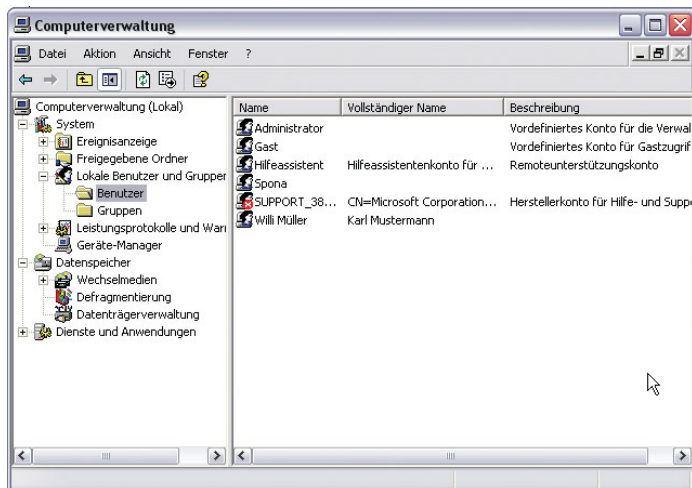 Computerverwaltung
Datei Aktion Ansicht Fenster ?
Computerverwaltung (Lokal)
System
Ereignisanzeige
Freigegebene Ordner
Lokale Benutzer und Gruppen
Benutzer
Gruppen
Leistungsprotokolle und Warn
Geräte-Manager
Datenspeicher
Wechselmedien
Defragmentierung
Datenträgerverwaltung
Dienste und Anwendungen
Name Vollständiger Name Beschreibung
Administrator Vordefiniertes Konto für die Verwal
Gast Vordefiniertes Konto für Gastzugrif
Hilfeassistent Hilfeassistentenkonto für ... Remoteunterstützungskonto
Spona
SUPPORT_38... CN=Microsoft Corporation... Herstellerkonto für Hilfe- und Suppo
Willi Müller Karl Mustermann